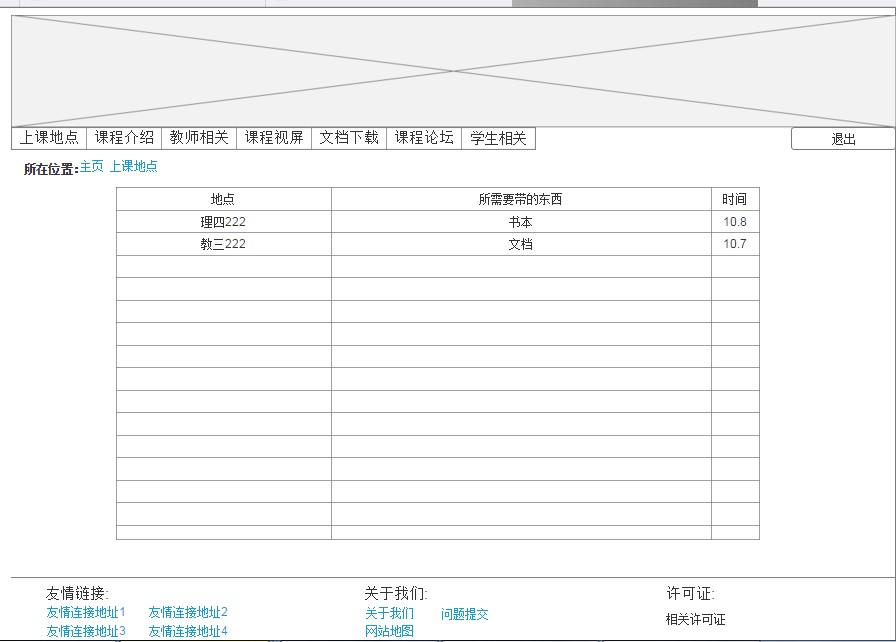 上课地点 课程介绍 教师相关 课程视屏 文档下载 课程论坛 学生相关 退出
所在位置:主页 上课地点
地点 所需要带的东西 时间
理四222 书本 10.8
教三222 文档 10.7
友情链接: 关于我们: 许可证:
友情连接地址1 友情连接地址2 关于我们 问题提交 相关许可证
友情连接地址3 友情连接地址4 网站地图